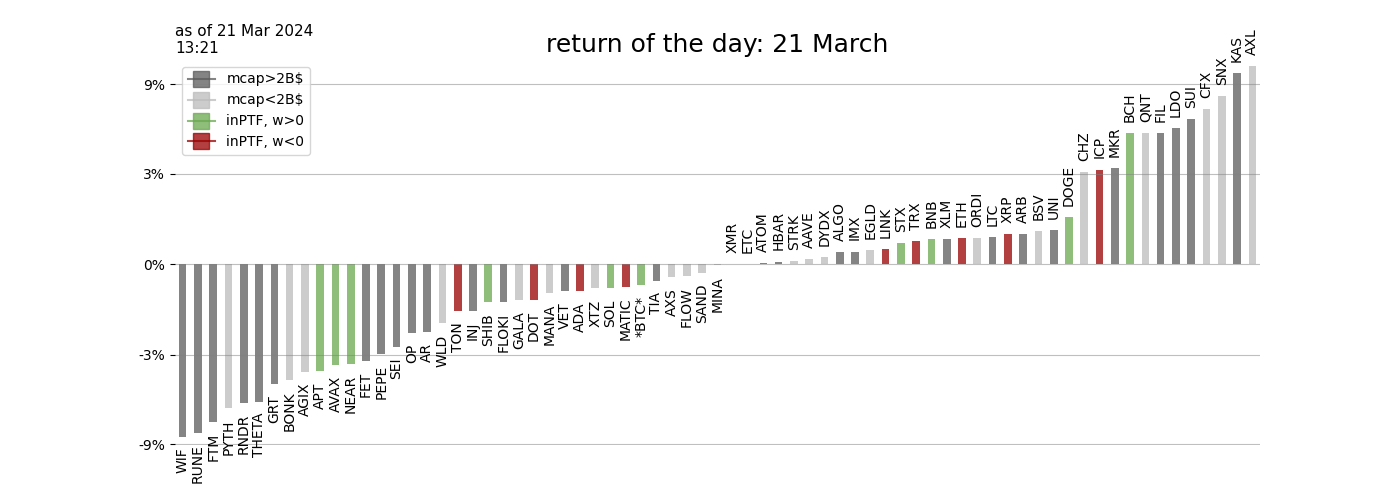 as of 21 Mar 2024
13:21
return of the day: 21 March
mcap>2B$
mcap<2B$
inPTF, w>0
inPTF, w<0
9%
3%
0%
-3%
-9%
WIF
RUNE
FTM
PYTH
RNDR
THETA
GRT
BONK
AGIX
APT
AVAX
NEAR
FET
PEPE
SEI
OP
AR
WLD
TON
INJ
SHIB
FLOKI
GALA
DOT
MANA
VET
ADA
XTZ
SOL
MATIC
*BTC*
TIA
AXS
FLOW
SAND
MINA
XMR
ETC
ATOM
HBAR
STRK
AAVE
DYDX
ALGO
IMX
EGLD
LINK
STX
TRX
BNB
XLM
ETH
ORDI
LTC
XRP
ARB
BSV
UNI
DOGE
CHZ
ICP
MKR
BCH
QNT
FIL
LDO
SUI
CFX
SNX
KAS
AXL